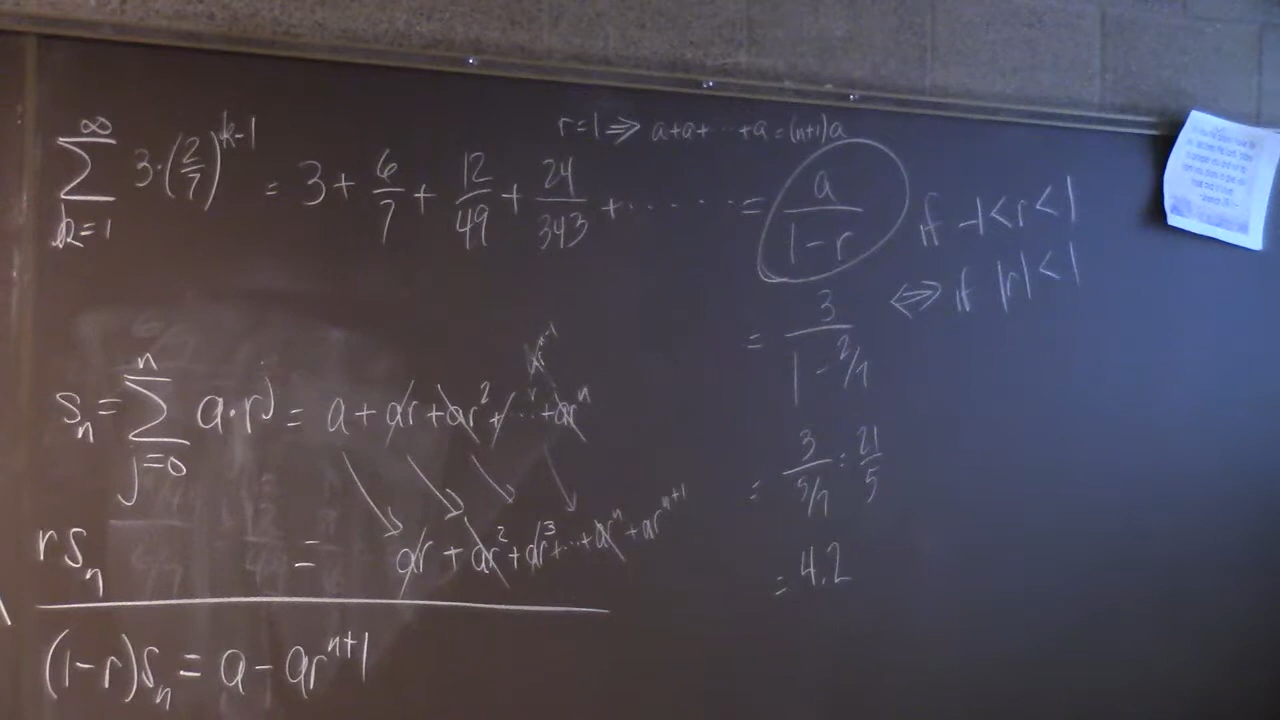 r=1 ⇒ a+a+⋯+a=(n+1)a
∑_{k=1}^{∞} 3·(2/7)^{k-1} = 3 + 6/7 + 12/49 + 24/343 + ⋯⋯ = a/(1-r) if -1<r<1
⇔ if |r|<1
= 3/(1-2/7)
= 3/(5/7) = 21/5
= 4.2
s_n = ∑_{j=0}^{n} a·r^j = a + ar + ar^2 + ⋯ + ar^n
rs_n = ar + ar^2 + ar^3 + ⋯ + ar^n + ar^{n+1}
(1-r)s_n = a - ar^{n+1}